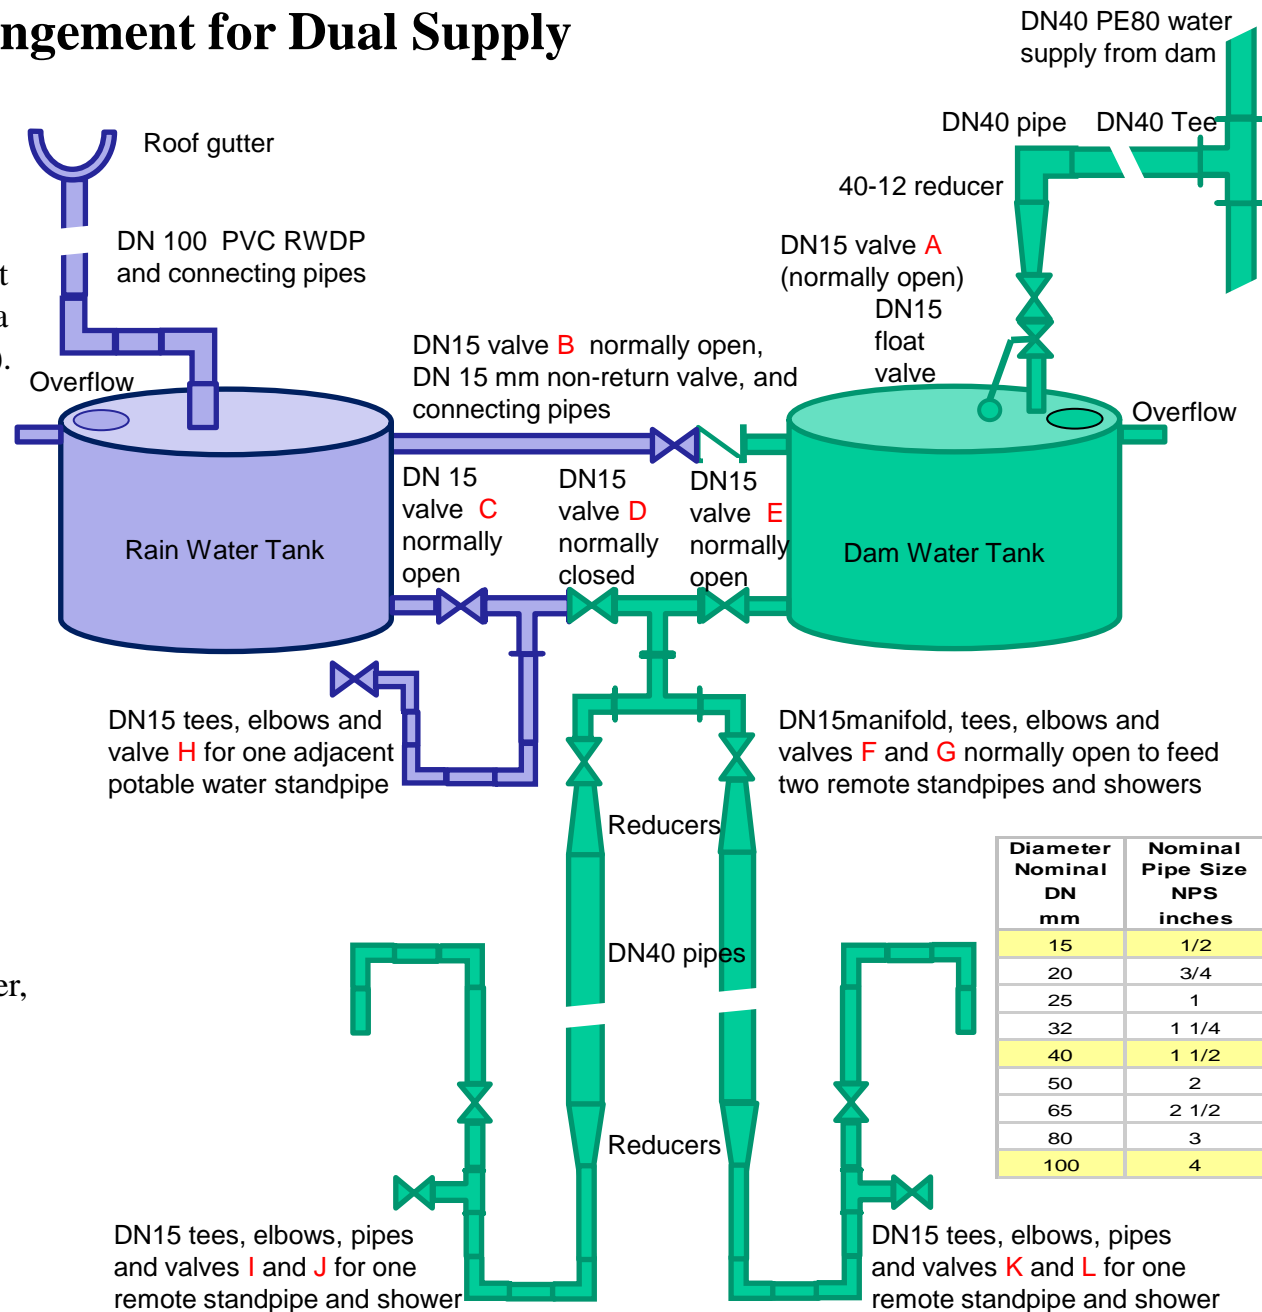 ngement for Dual Supply
DN40 PE80 water
supply from dam
DN40 pipe DN40 Tee
Roof gutter
40-12 reducer
DN 100 PVC RWDP
and connecting pipes
DN15 valve A
(normally open)
DN15
float
valve
t
a
).
Overflow
DN15 valve B normally open,
DN 15 mm non-return valve, and
connecting pipes
Overflow
DN 15
valve C
normally
open
DN15
valve D
normally
closed
DN15
valve E
normally
open
Rain Water Tank
Dam Water Tank
DN15 tees, elbows and
valve H for one adjacent
potable water standpipe
DN15manifold, tees, elbows and
valves F and G normally open to feed
two remote standpipes and showers
Reducers
DN40 pipes
Reducers
er,
Diameter Nominal
Nominal Pipe Size
DN NPS
mm inches
15 1/2
20 3/4
25 1
32 1 1/4
40 1 1/2
50 2
65 2 1/2
80 3
100 4
DN15 tees, elbows, pipes
and valves I and J for one
remote standpipe and shower
DN15 tees, elbows, pipes
and valves K and L for one
remote standpipe and shower